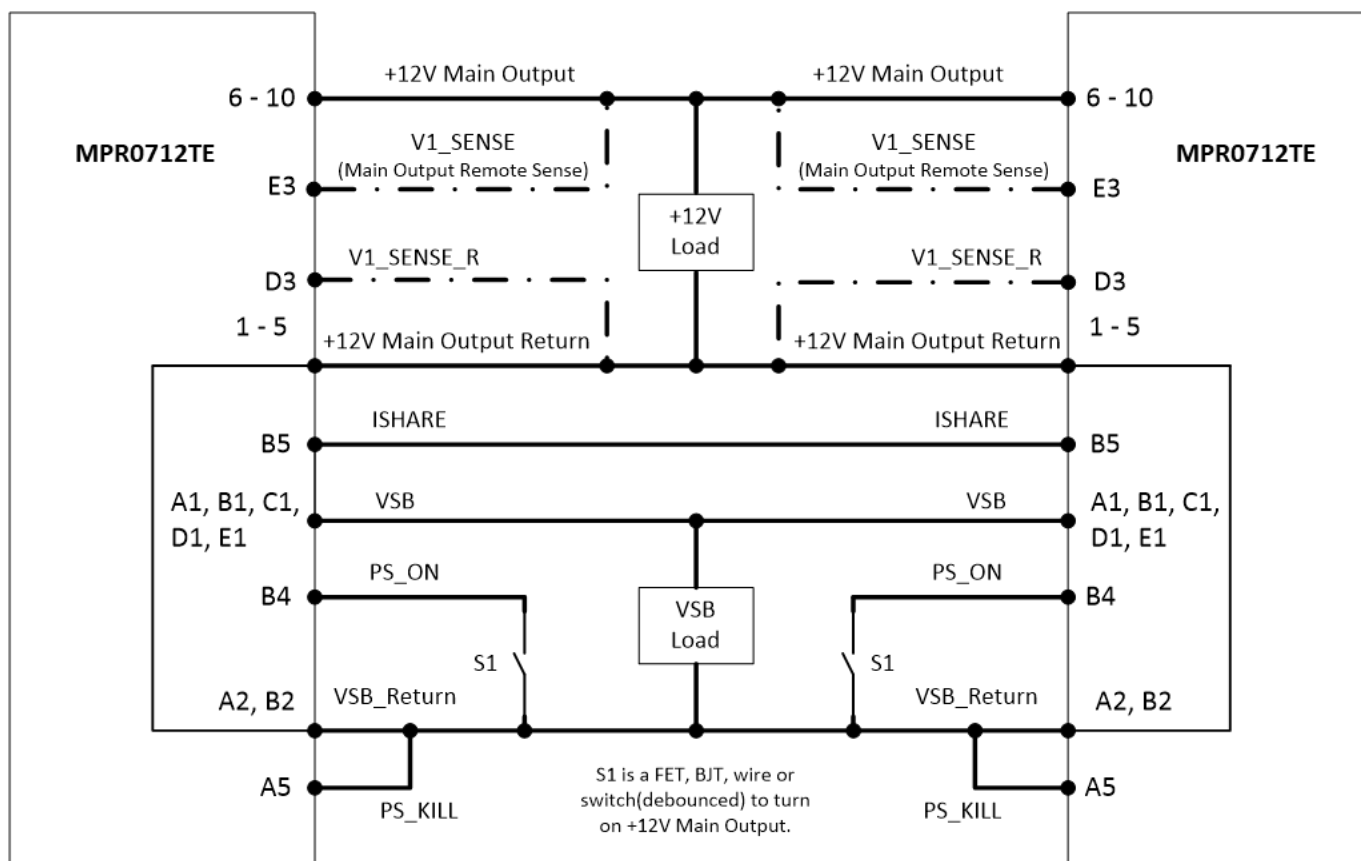 +12V Main Output
+12V Main Output
6 - 10
6 - 10
MPR0712TE
V1_SENSE
(Main Output Remote Sense)
V1_SENSE
(Main Output Remote Sense)
MPR0712TE
E3
E3
+12V
Load
V1_SENSE_R
V1_SENSE_R
D3
D3
1 - 5
1 - 5
+12V Main Output Return
+12V Main Output Return
ISHARE
ISHARE
B5
B5
A1, B1, C1,
D1, E1
VSB
VSB
A1, B1, C1,
D1, E1
PS_ON
PS_ON
B4
B4
VSB
Load
S1
S1
A2, B2
VSB_Return
VSB_Return
A2, B2
A5
PS_KILL
S1 is a FET, BJT, wire or
switch(debounced) to turn
on +12V Main Output.
PS_KILL
A5